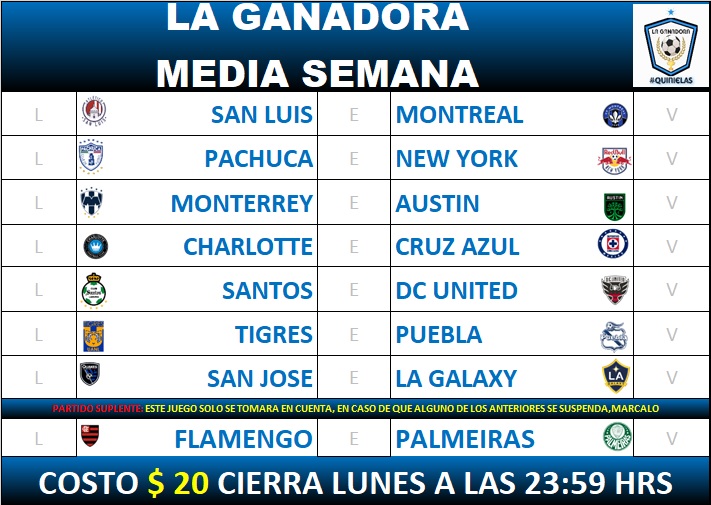 LA GANADORA
MEDIA SEMANA
LA GANADORA
#QUINIELAS
L SAN LUIS E MONTREAL V
L PACHUCA E NEW YORK V
L MONTERREY E AUSTIN V
L CHARLOTTE E CRUZ AZUL V
L SANTOS E DC UNITED V
L TIGRES E PUEBLA V
L SAN JOSE E LA GALAXY V
PARTIDO SUPLENTE: ESTE JUEGO SOLO SE TOMARA EN CUENTA, EN CASO DE QUE ALGUNO DE LOS ANTERIORES SE SUSPENDA,MARCALO
L FLAMENGO E PALMEIRAS V
COSTO $ 20 CIERRA LUNES A LAS 23:59 HRS